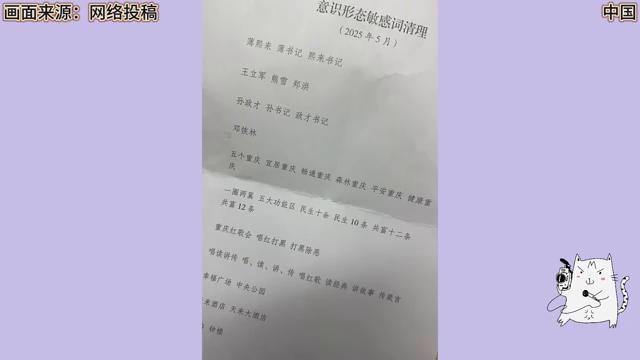 画面来源：网络投稿
中国
意识形态敏感词清理
（2025年5月）
薄熙来 薄书记 熙来书记
王立军 熊雪 郑洪
孙政才 孙书记 政才书记
邓恢林
五个重庆 宜居重庆 畅通重庆 森林重庆 平安重庆 健康重
庆
一圈两翼 五大功能区 民生十条 民生10条 共富十二条
共富12条
重庆红歌会 唱红打黑 打黑除恶
唱读讲传 唱、读、讲、传 唱红歌 读经典 讲故事 传箴言
幸福广场 中央公园
来酒店 天来大酒店
钟楼